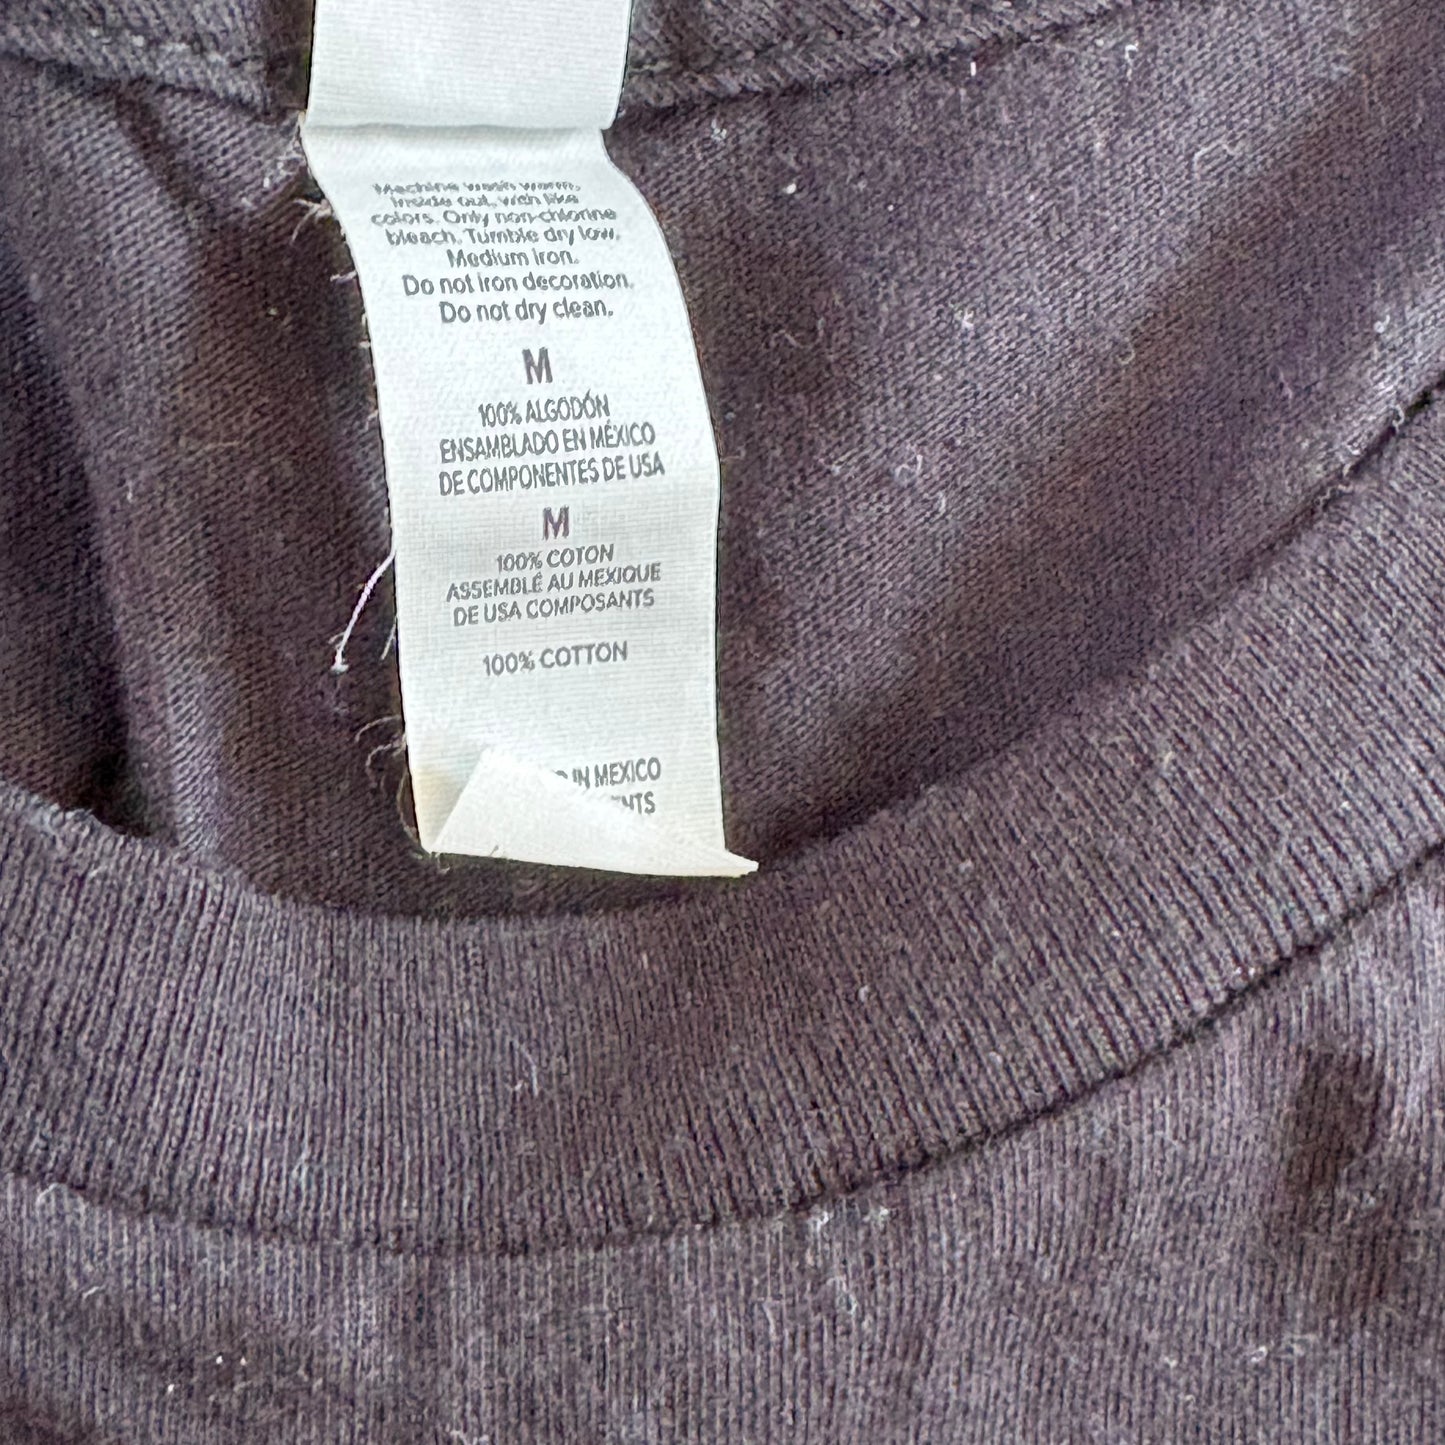 Machine wash warm,
inside out, with like
colors. Only non-chlorine
bleach. Tumble dry low.
Medium iron.
Do not iron decoration.
Do not dry clean.
M
100% ALGODÓN
ENSAMBLADO EN MÉXICO
DE COMPONENTES DE USA
M
100% COTON
ASSEMBLÉ AU MEXIQUE
DE USA COMPOSANTS
100% COTTON
IN MEXICO